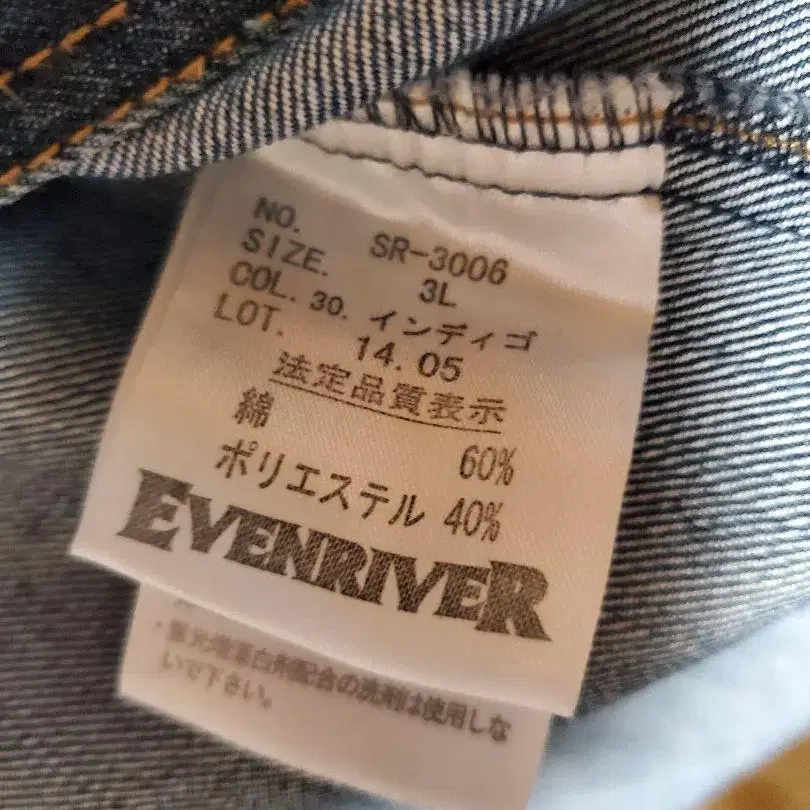 NO. SR-3006
SIZE. 3L
COL. 30. インディゴ
LOT. 14.05
法定品質表示
綿 60%
ポリエステル 40%
EVENRIVER
・蛍光増蛋白剤配合の洗剤は使用しな
いで下さい。